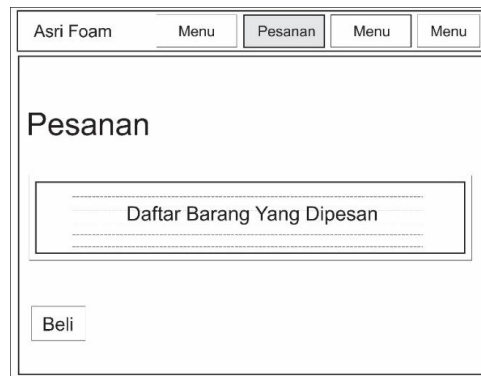 Asri Foam Menu Pesanan Menu Menu
Pesanan
Daftar Barang Yang Dipesan
Beli